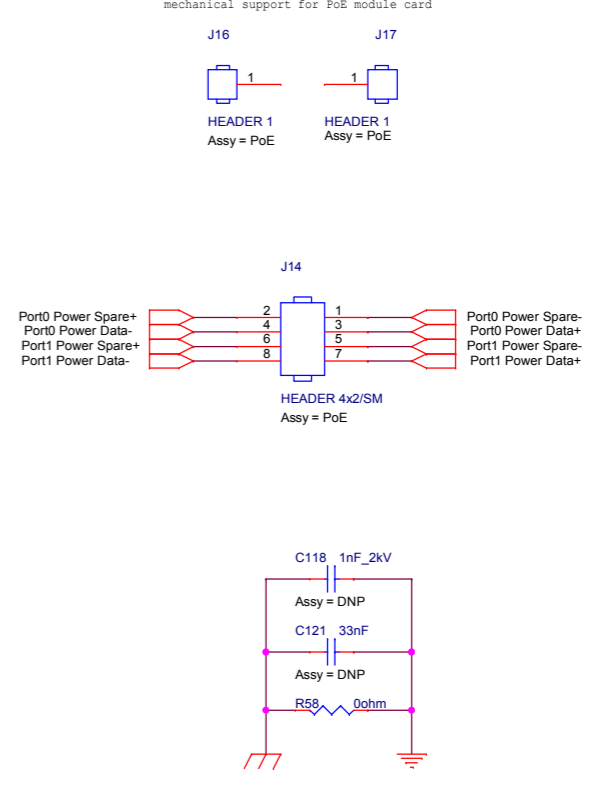 mechanical support for PoE module card
J16 J17
1 1
HEADER 1 HEADER 1
Assy = PoE Assy = PoE
J14
Port0 Power Spare+ 2 1 Port0 Power Spare-
Port0 Power Data- 4 3 Port0 Power Data+
Port1 Power Spare+ 6 5 Port1 Power Spare-
Port1 Power Data- 8 7 Port1 Power Data+
HEADER 4x2/SM
Assy = PoE
C118 1nF_2kV
Assy = DNP
C121 33nF
Assy = DNP
R58 0ohm